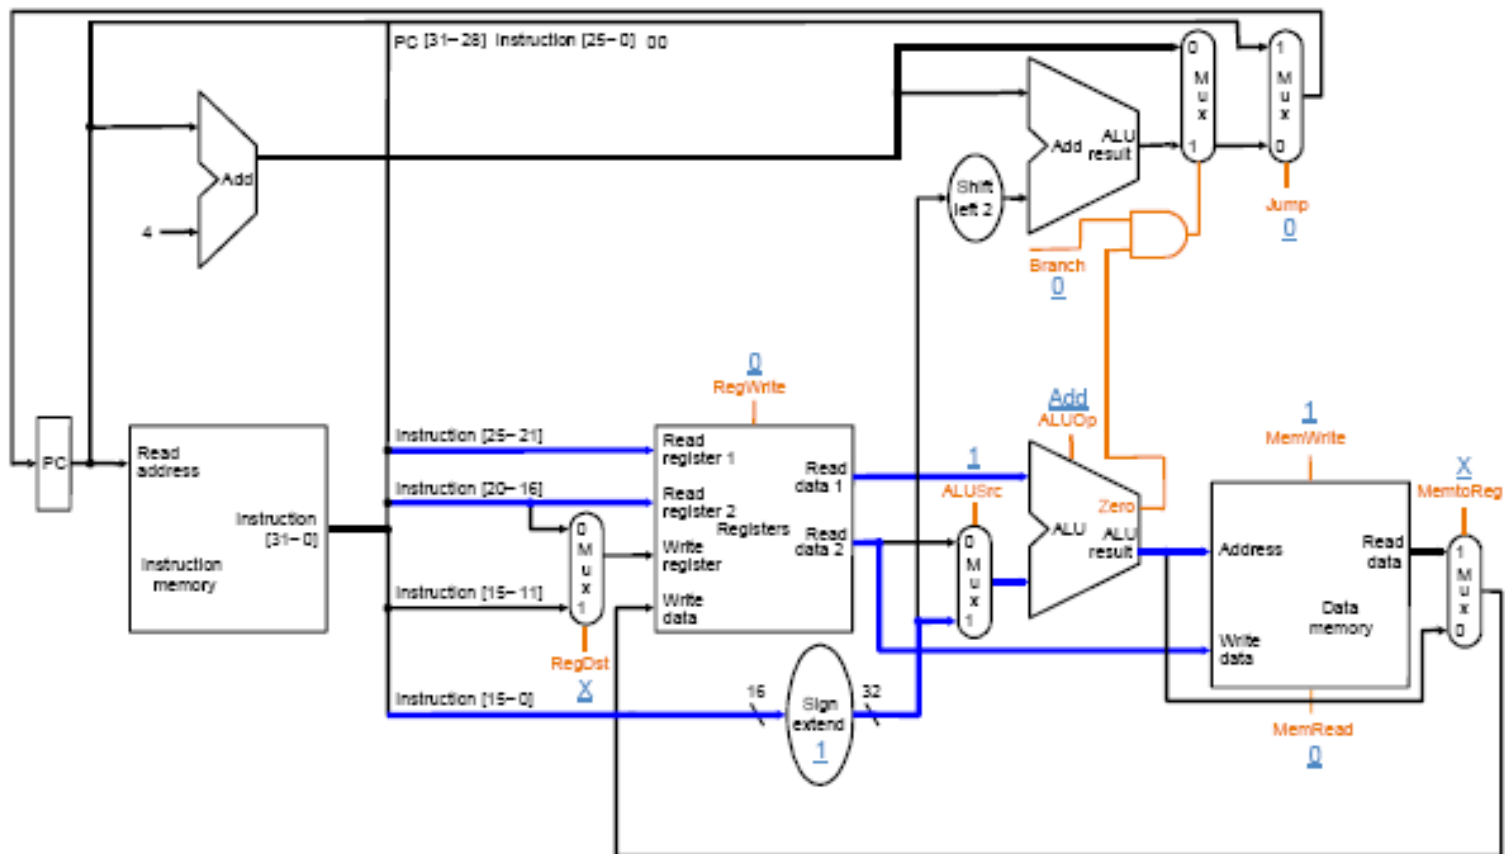 PC [31–28] Instruction [25–0] 00
0
M
u
x
1
1
M
u
x
0
Add
4
Add
ALU
result
Shift
left 2
Jump
0
Branch
0
0
RegWrite
Add
ALUOp
1
MemWrite
X
MemtoReg
1
ALUSrc
PC
Read
address
Instruction
[31–0]
Instruction
memory
Instruction [25–21]
Instruction [20–16]
Instruction [15–11]
Instruction [15–0]
0
M
u
x
1
RegDst
X
Read
register 1
Read
register 2
Registers
Write
register
Write
data
Read
data 1
Read
data 2
0
M
u
x
1
Zero
ALU
ALU
result
Address
Read
data
Data
memory
Write
data
1
M
u
x
0
16
Sign
extend
1
32
MemRead
0